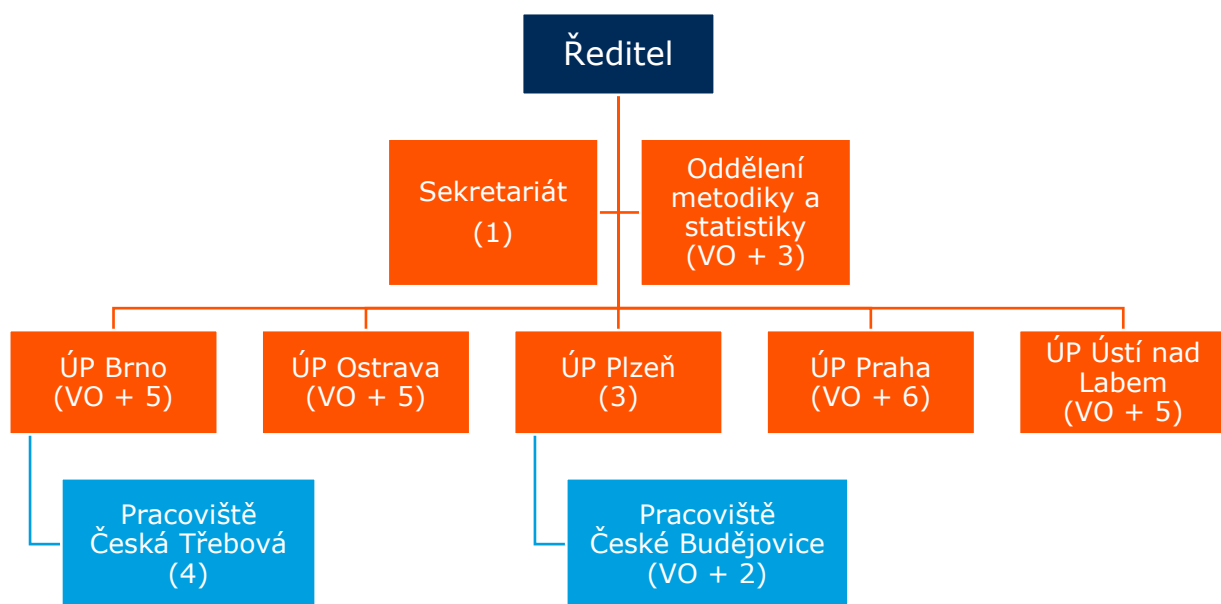 Ředitel
Sekretariát
(1)
Oddělení
metodiky a
statistiky
(VO + 3)
ÚP Brno
(VO + 5)
ÚP Ostrava
(VO + 5)
ÚP Plzeň
(3)
ÚP Praha
(VO + 6)
ÚP Ústí nad
Labem
(VO + 5)
Pracoviště
Česká Třebová
(4)
Pracoviště
České Budějovice
(VO + 2)